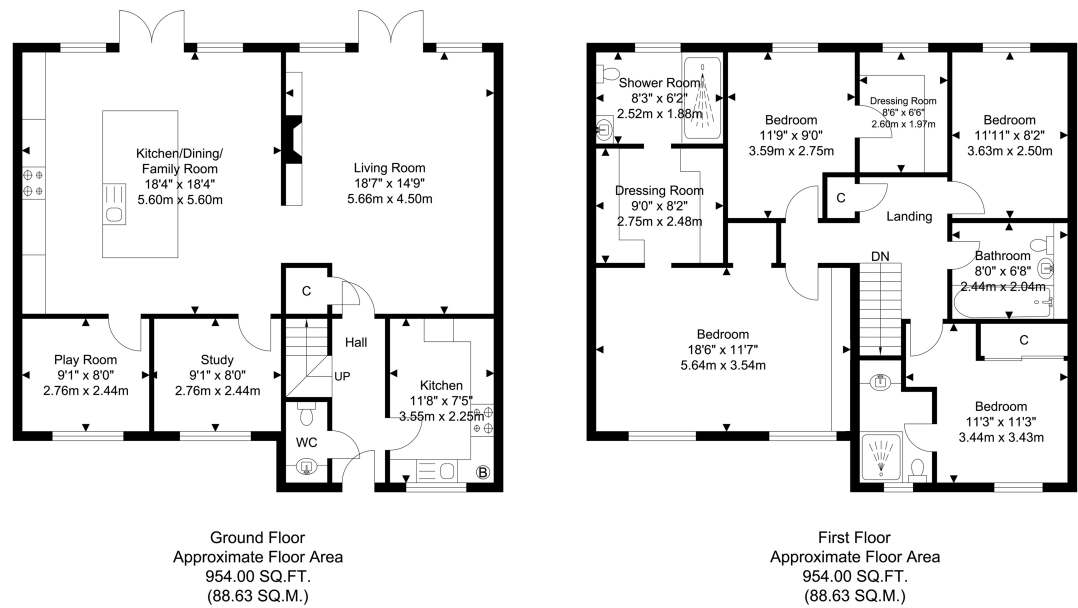 Kitchen/Dining/
Family Room
18'4" x 18'4"
5.60m x 5.60m
Living Room
18'7" x 14'9"
5.66m x 4.50m
C
Play Room
9'1" x 8'0"
2.76m x 2.44m
Study
9'1" x 8'0"
2.76m x 2.44m
Hall
UP
Kitchen
11'8" x 7'5"
3.55m x 2.25m
WC
B
Ground Floor
Approximate Floor Area
954.00 SQ.FT.
(88.63 SQ.M.)
Shower Room
8'3" x 6'2"
2.52m x 1.88m
Bedroom
11'9" x 9'0"
3.59m x 2.75m
Dressing Room
8'6" x 6'6"
2.60m x 1.97m
Bedroom
11'11" x 8'2"
3.63m x 2.50m
Dressing Room
9'0" x 8'2"
2.75m x 2.48m
C
Landing
DN
Bathroom
8'0" x 6'8"
2.44m x 2.04m
Bedroom
18'6" x 11'7"
5.64m x 3.54m
C
Bedroom
11'3" x 11'3"
3.44m x 3.43m
First Floor
Approximate Floor Area
954.00 SQ.FT.
(88.63 SQ.M.)